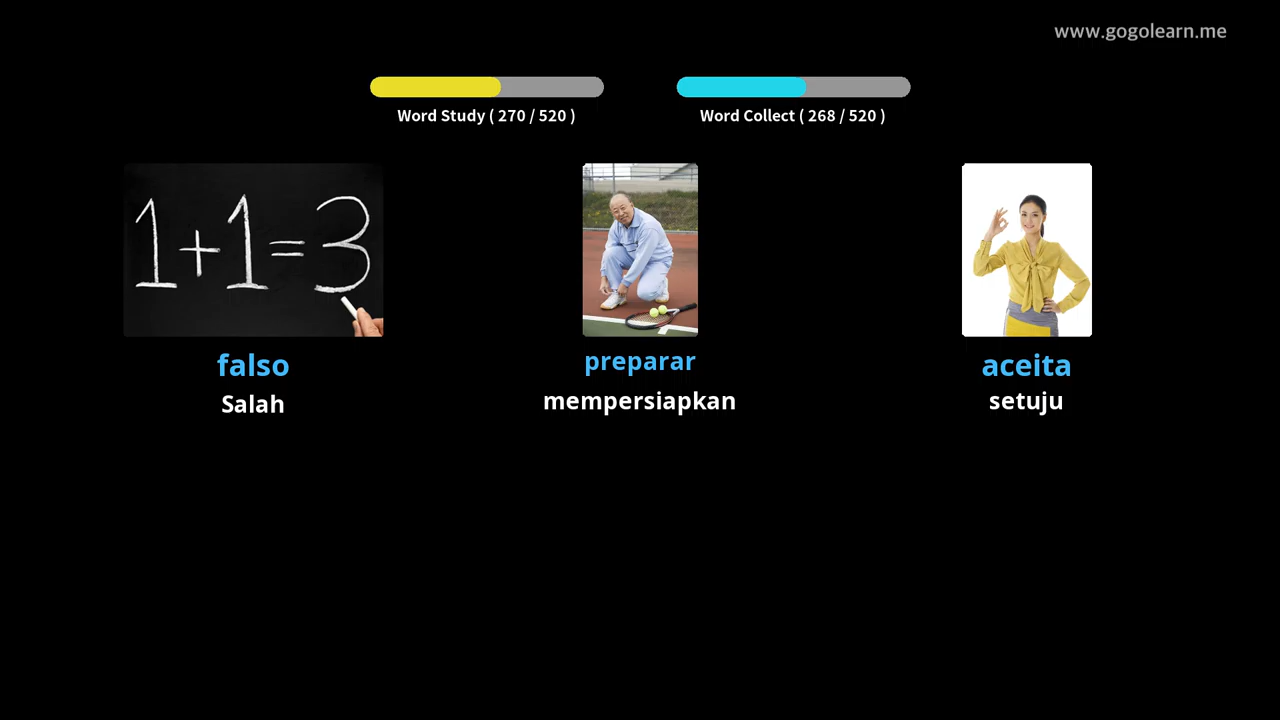 www.gogolearn.me
Word Study ( 270 / 520 )
Word Collect ( 268 / 520 )
1+1=3
falso
Salah
preparar
mempersiapkan
aceita
setuju